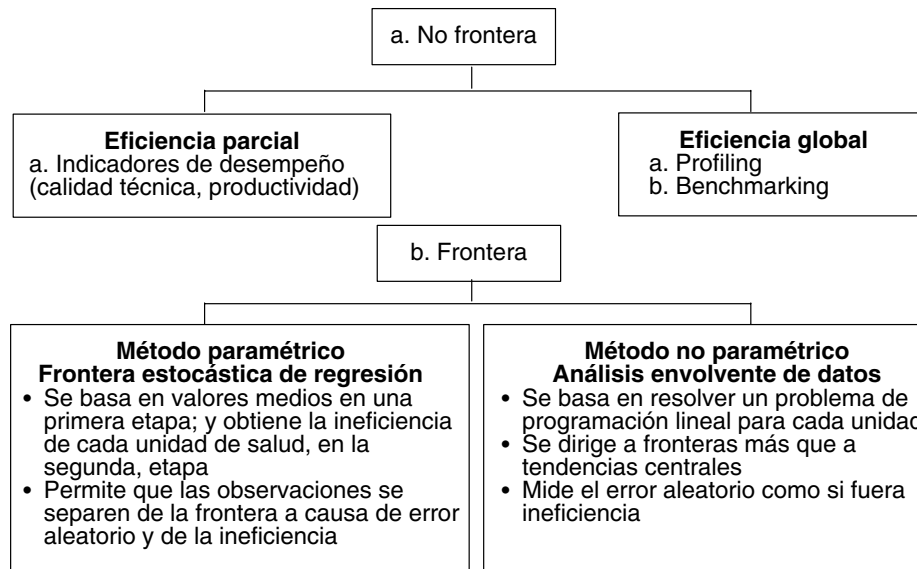 a. No frontera
Eficiencia parcial
a. Indicadores de desempeño
(calidad técnica, productividad)
Eficiencia global
a. Profiling
b. Benchmarking
b. Frontera
Método paramétrico
Frontera estocástica de regresión
• Se basa en valores medios en una
primera etapa; y obtiene la ineficiencia
de cada unidad de salud, en la
segunda, etapa
• Permite que las observaciones se
separen de la frontera a causa de error
aleatorio y de la ineficiencia
Método no paramétrico
Análisis envolvente de datos
• Se basa en resolver un problema de
programación lineal para cada unidad
• Se dirige a fronteras más que a
tendencias centrales
• Mide el error aleatorio como si fuera
ineficiencia